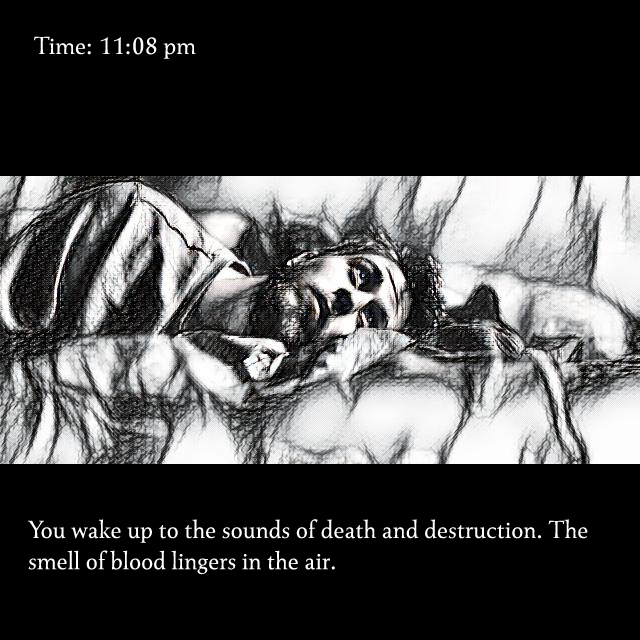 Time: 11:08 pm
You wake up to the sounds of death and destruction. The
smell of blood lingers in the air.